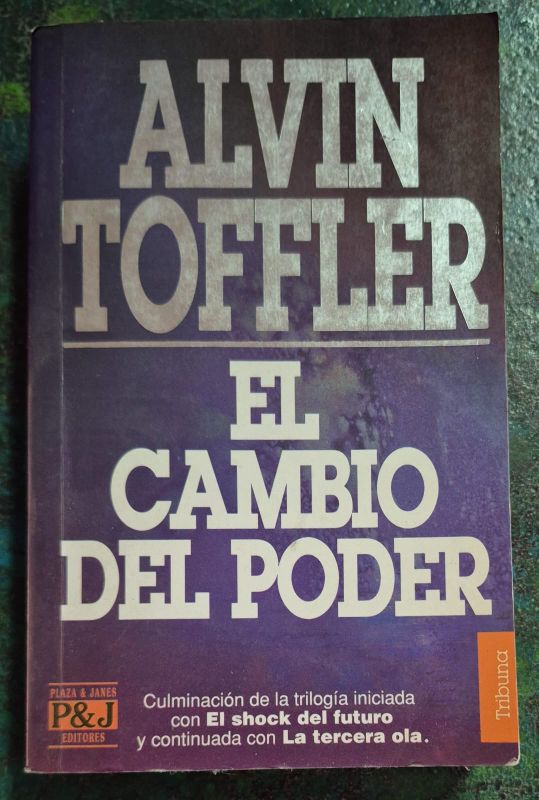 ALVIN
TOFFLER
EL
CAMBIO
DEL PODER
Tribuna
PLAZA & JANES
P&J
EDITORES
Culminación de la trilogía iniciada
con El shock del futuro
y continuada con La tercera ola.